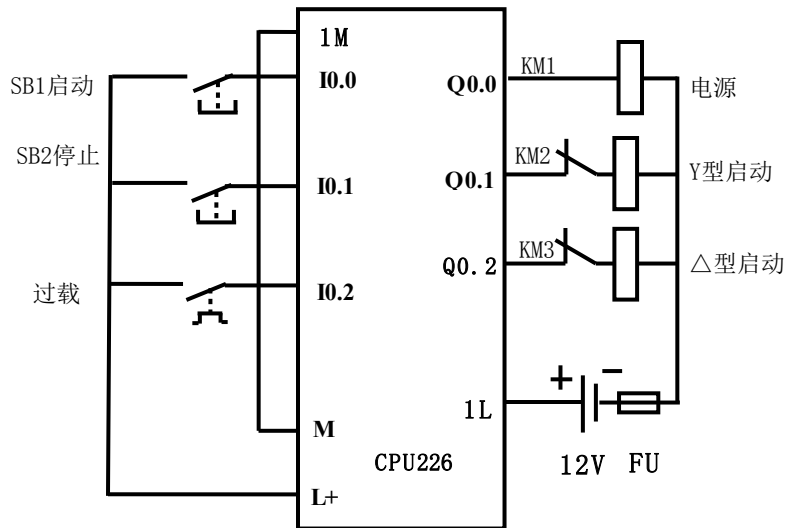 1M
SB1启动
I0.0
Q0.0
KM1
电源
SB2停止
I0.1
Q0.1
KM2
Y型启动
过载
I0.2
Q0.2
KM3
△型启动
+
−
1L
M
CPU226
12V
FU
L+